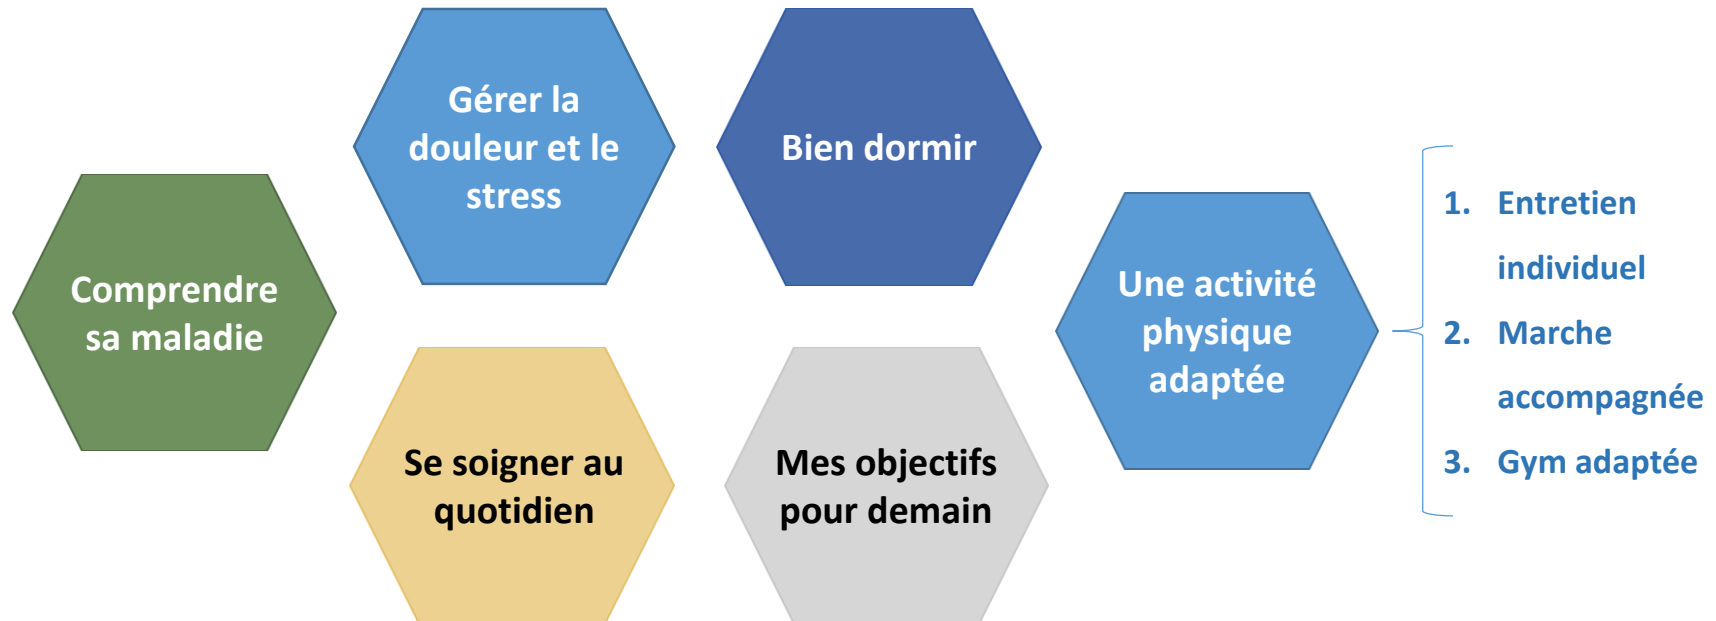 Comprendre
sa maladie
Gérer la
douleur et le
stress
Bien dormir
Se soigner au
quotidien
Mes objectifs
pour demain
Une activité
physique
adaptée
1. Entretien
individuel
2. Marche
accompagnée
3. Gym adaptée